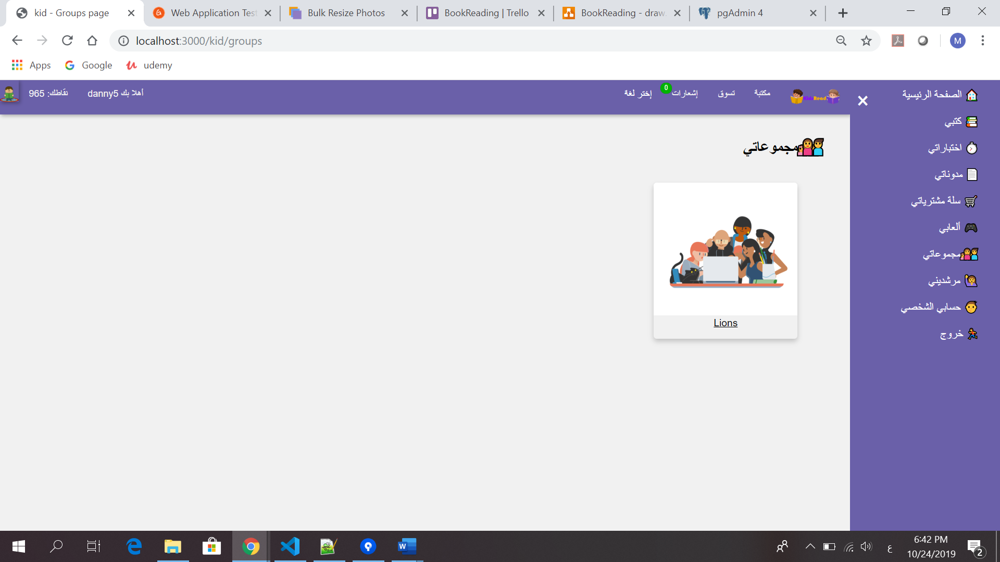 kid - Groups page
Web Application Test
Bulk Resize Photos
BookReading | Trello
BookReading - draw.
pgAdmin 4
localhost:3000/kid/groups
M
Apps
Google
udemy
KidsRead
مكتبة
تسوق
إشعارات
0
إختر لغة
أهلا بك danny5
نقاطك: 965
الصفحة الرئيسية
كتبي
اختباراتي
مدوناتي
سلة مشترياتي
ألعابي
مجموعاتي
مرشديني
حسابي الشخصي
خروج
مجموعاتي
Lions
W
ع
6:42 PM
10/24/2019
2